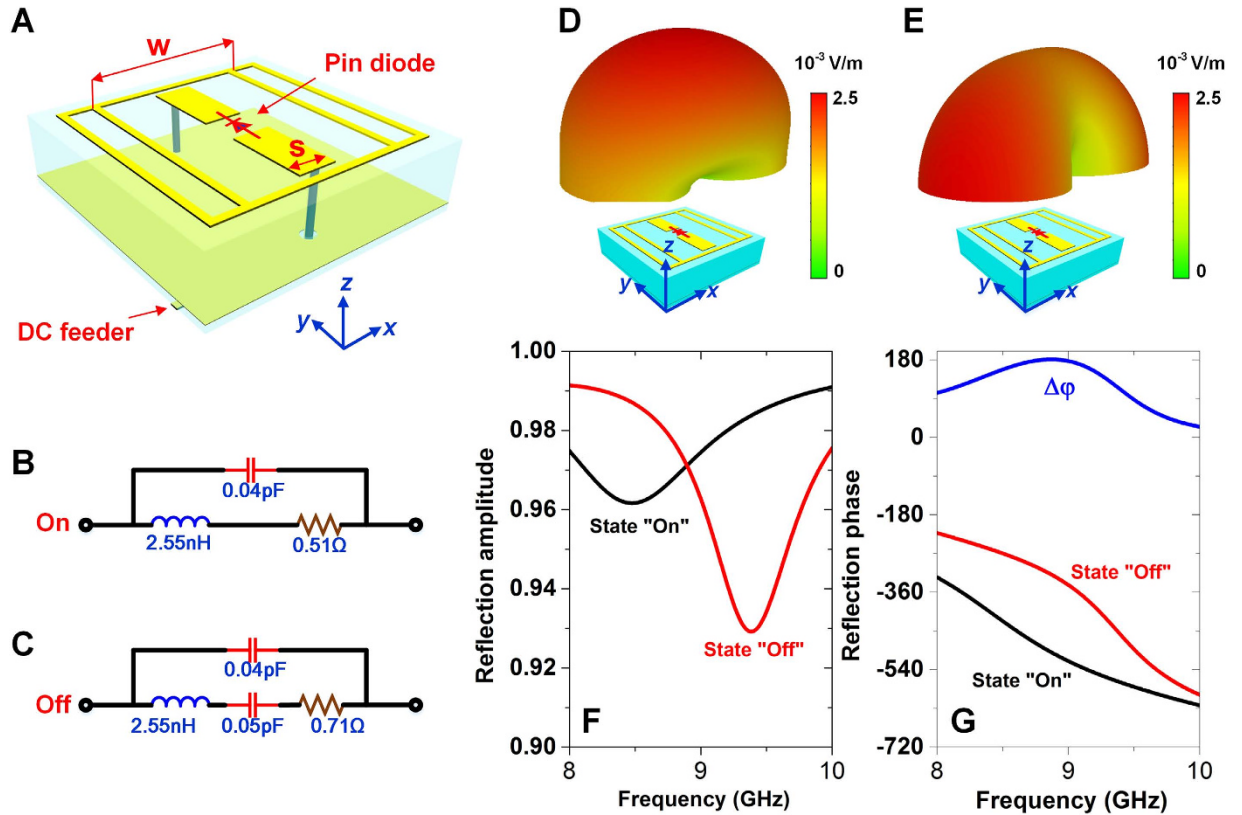 A
W
Pin diode
S
DC feeder
z
y
x
B
On
0.04pF
2.55nH
0.51Ω
C
Off
0.04pF
2.55nH
0.05pF
0.71Ω
D
10-3 V/m
2.5
0
z
y
x
E
10-3 V/m
2.5
0
z
y
x
Reflection amplitude
1.00
0.98
0.96
0.94
0.92
0.90
State "On"
State "Off"
F
8
9
10
Frequency (GHz)
Reflection phase
180
0
-180
-360
-540
-720
Δφ
State "Off"
State "On"
G
8
9
10
Frequency (GHz)